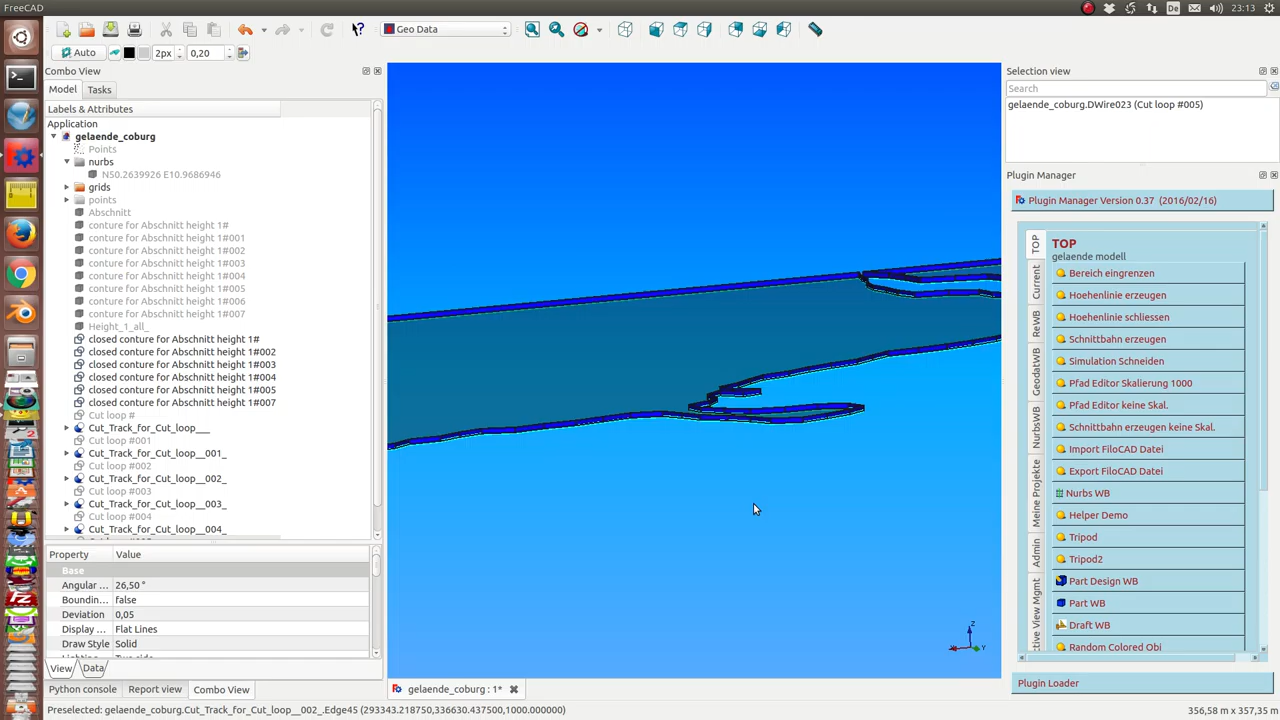 FreeCAD
De
23:13
Geo Data
Auto
2px
0,20
Combo View
Model
Tasks
Labels & Attributes
Application
gelaende_coburg
Points
nurbs
N50.2639926 E10.9686946
grids
points
Abschnitt
conture for Abschnitt height 1#
conture for Abschnitt height 1#001
conture for Abschnitt height 1#002
conture for Abschnitt height 1#003
conture for Abschnitt height 1#004
conture for Abschnitt height 1#005
conture for Abschnitt height 1#006
conture for Abschnitt height 1#007
Height_1_all_
closed conture for Abschnitt height 1#
closed conture for Abschnitt height 1#002
closed conture for Abschnitt height 1#003
closed conture for Abschnitt height 1#004
closed conture for Abschnitt height 1#005
closed conture for Abschnitt height 1#007
Cut loop #
Cut_Track_for_Cut_loop___
Cut loop #001
Cut_Track_for_Cut_loop__001_
Cut loop #002
Cut_Track_for_Cut_loop__002_
Cut loop #003
Cut_Track_for_Cut_loop__003_
Cut loop #004
Cut_Track_for_Cut_loop__004_
Property
Value
Base
Angular ...
26,50 °
Boundin...
false
Deviation
0,05
Display ...
Flat Lines
Draw Style
Solid
View
Data
Python console
Report view
Combo View
gelaende_coburg : 1*
Z
Y
Selection view
Search
gelaende_coburg.DWire023 (Cut loop #005)
Plugin Manager
Plugin Manager Version 0.37 (2016/02/16)
TOP
Current
ReWB
GeodatWB
NurbsWB
Meine Projekte
Admin
ctive View Mgmt
TOP
gelaende modell
Bereich eingrenzen
Hoehenlinie erzeugen
Hoehenlinie schliessen
Schnittbahn erzeugen
Simulation Schneiden
Pfad Editor Skalierung 1000
Pfad Editor keine Skal.
Schnittbahn erzeugen keine Skal.
Import FiloCAD Datei
Export FiloCAD Datei
Nurbs WB
Helper Demo
Tripod
Tripod2
Part Design WB
Part WB
Draft WB
Random Colored Obj
Plugin Loader
Preselected: gelaende_coburg.Cut_Track_for_Cut_loop__002_.Edge45 (293343.218750,336630.437500,1000.000000)
356,58 m x 357,35 m